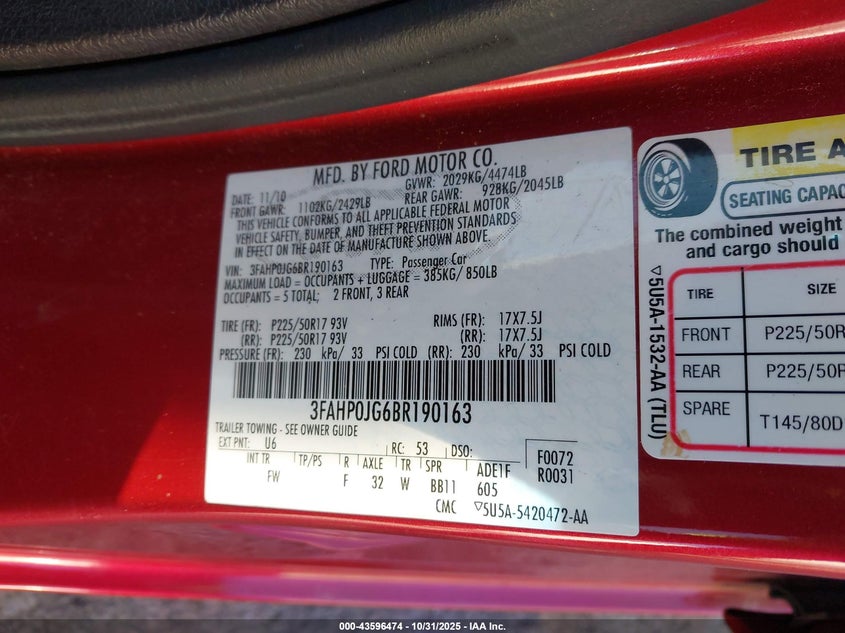 MFD. BY FORD MOTOR CO.
DATE: 11/10 GVWR: 2029KG/4474LB
FRONT GAWR: 1102KG/2429LB REAR GAWR: 928KG/2045LB
THIS VEHICLE CONFORMS TO ALL APPLICABLE FEDERAL MOTOR
VEHICLE SAFETY, BUMPER, AND THEFT PREVENTION STANDARDS
IN EFFECT ON THE DATE OF MANUFACTURE SHOWN ABOVE.
VIN: 3FAHP0JG6BR190163 TYPE: Passenger Car
MAXIMUM LOAD = OCCUPANTS + LUGGAGE = 385KG/ 850LB
OCCUPANTS = 5 TOTAL; 2 FRONT, 3 REAR
TIRE (FR): P225/50R17 93V RIMS (FR): 17X7.5J
(RR): P225/50R17 93V (RR): 17X7.5J
PRESSURE (FR): 230 kPa/ 33 PSI COLD (RR): 230 kPa/ 33 PSI COLD
3FAHP0JG6BR190163
TRAILER TOWING - SEE OWNER GUIDE
EXT PNT: U6 RC: 53 DSO: F0072
INT TR TP/PS R AXLE TR SPR ADE1F R0031
FW F 32 W BB11 605
CMC ▽5U5A-5420472-AA
TIRE A
SEATING CAPAC
The combined weight
and cargo should
▽5U5A-1532-AA (TLU)
TIRE SIZE
FRONT P225/50R
REAR P225/50R
SPARE T145/80D
000-43596474 - 10/31/2025 - IAA Inc.